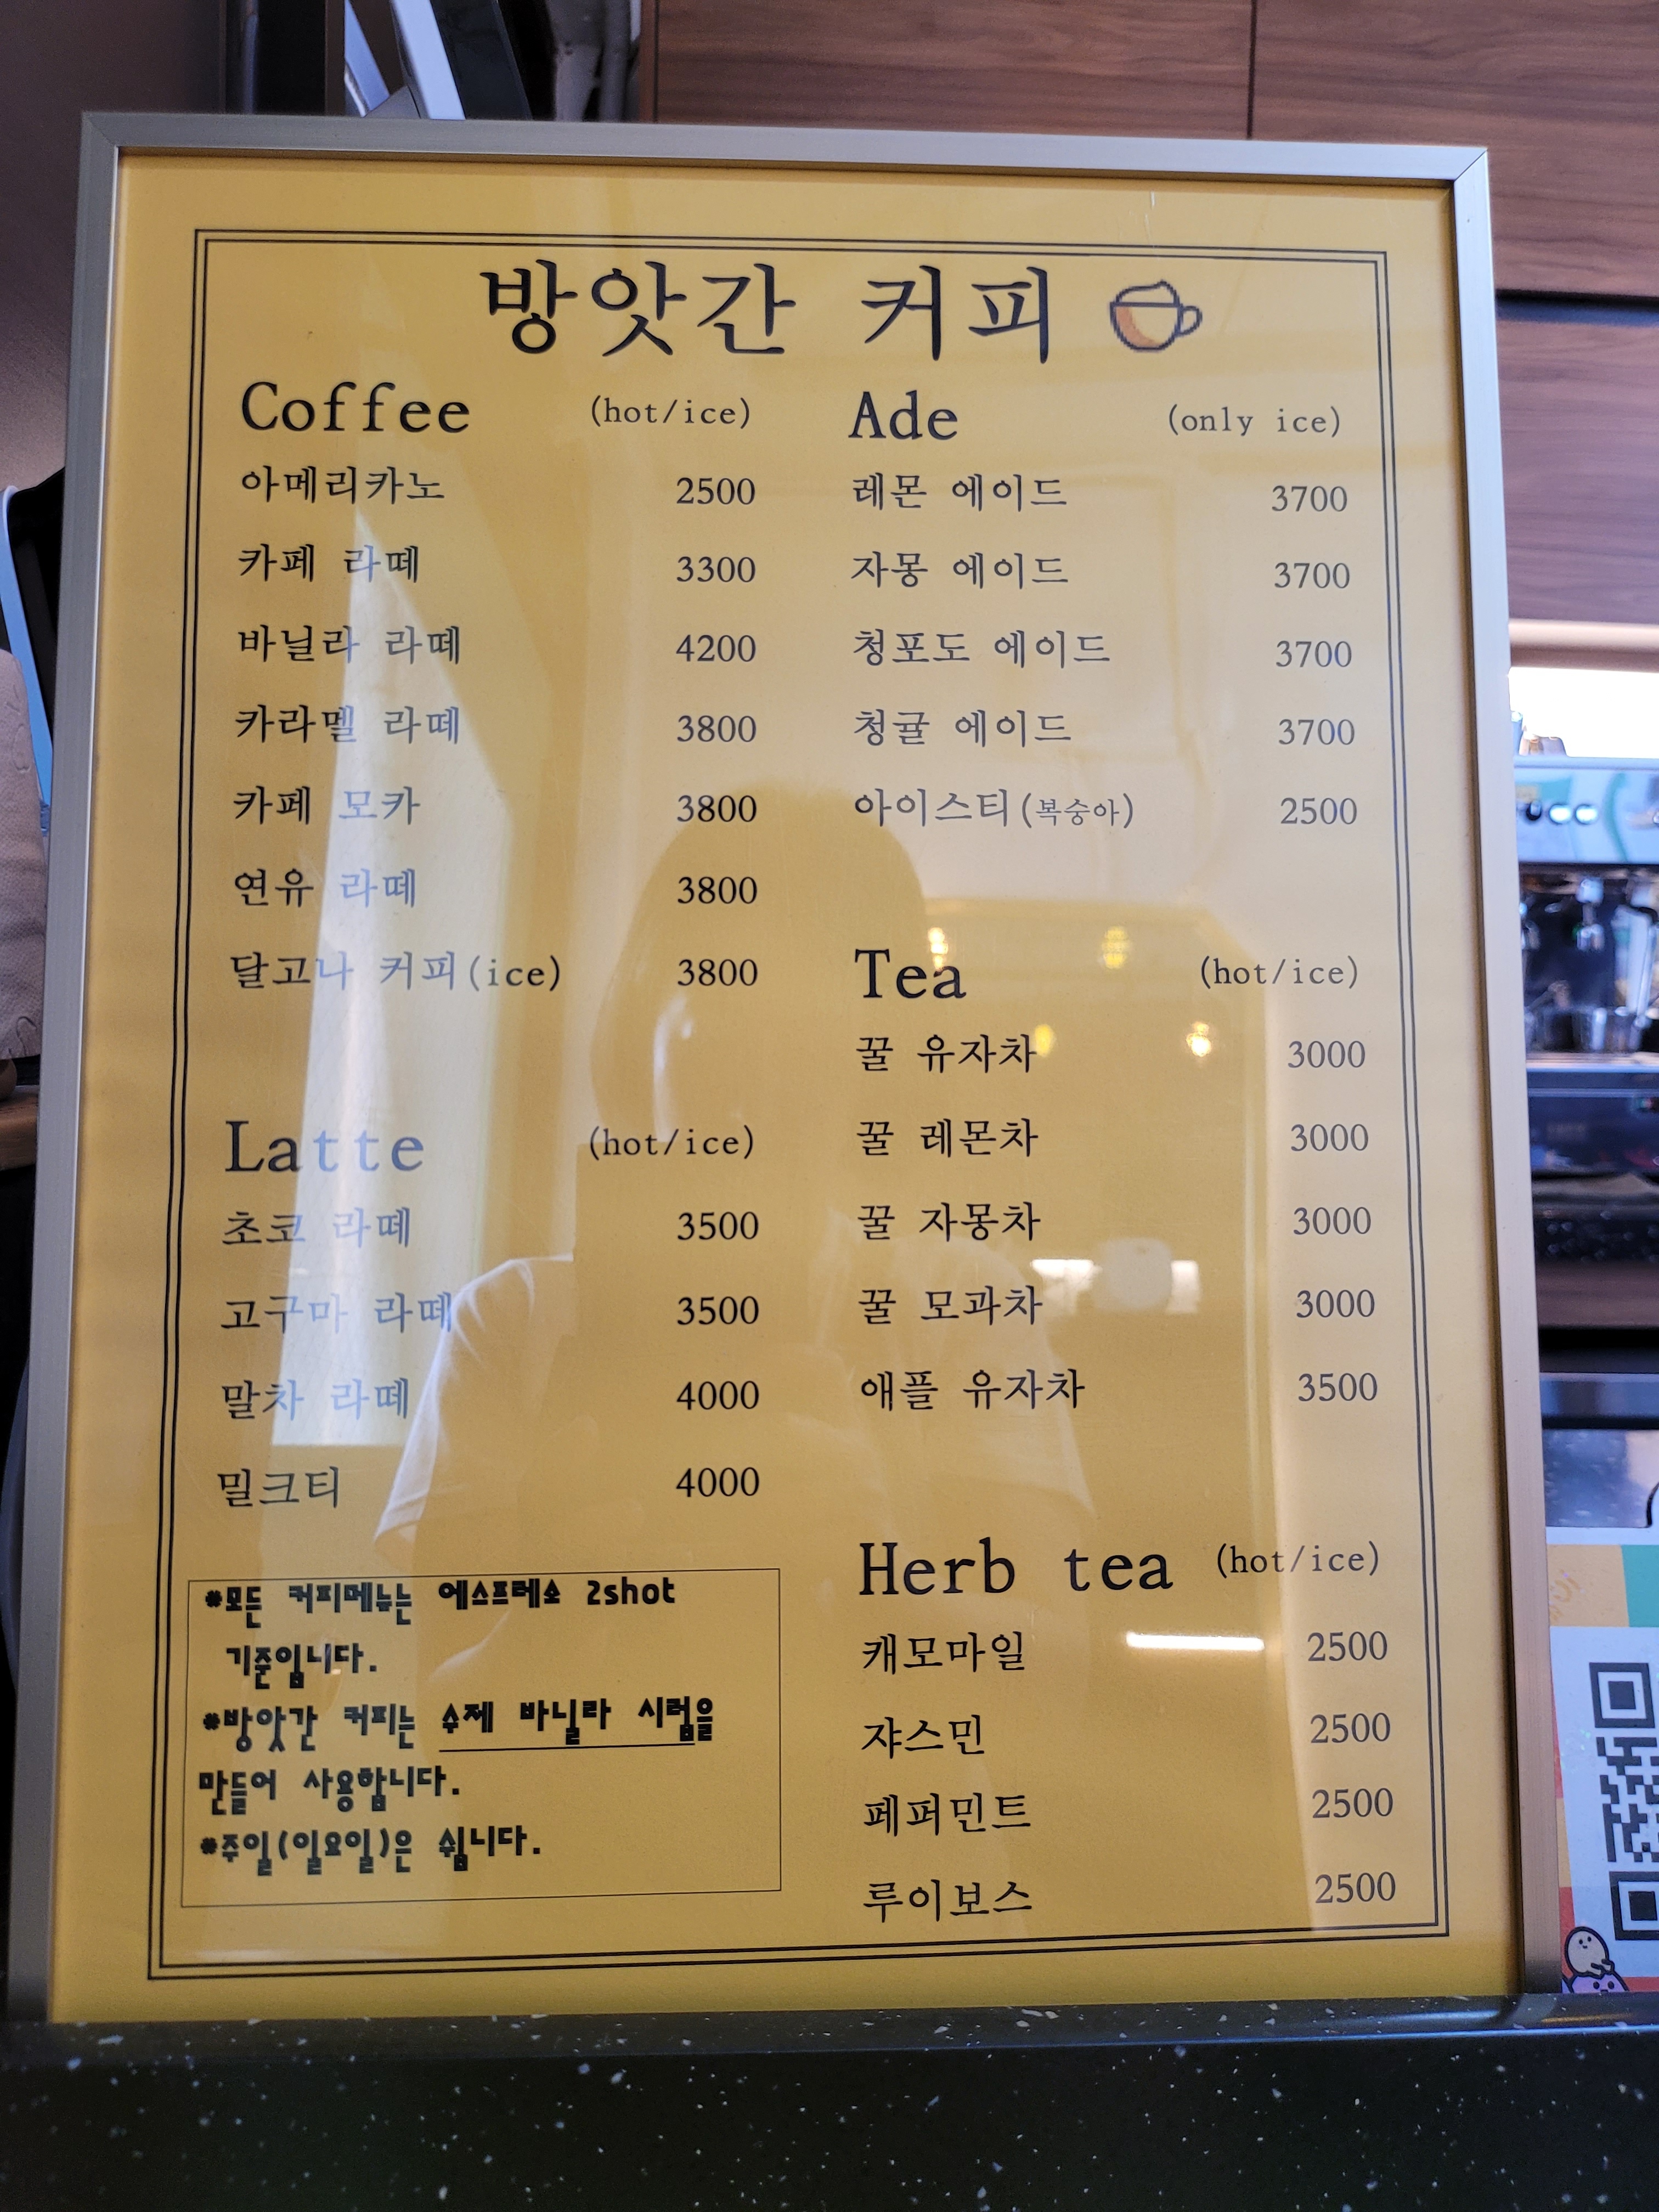 방앗간 커피
Coffee (hot/ice)
아메리카노 2500
카페 라떼 3300
바닐라 라떼 4200
카라멜 라떼 3800
카페 모카 3800
연유 라떼 3800
달고나 커피(ice) 3800
Latte (hot/ice)
초코 라떼 3500
고구마 라떼 3500
말차 라떼 4000
밀크티 4000
*모든 커피메뉴는 에스프레소 2shot
기준입니다.
*방앗간 커피는 수제 바닐라 시럽을
만들어 사용합니다.
*주일(일요일)은 쉽니다.
Ade (only ice)
레몬 에이드 3700
자몽 에이드 3700
청포도 에이드 3700
청귤 에이드 3700
아이스티(복숭아) 2500
Tea (hot/ice)
꿀 유자차 3000
꿀 레몬차 3000
꿀 자몽차 3000
꿀 모과차 3000
애플 유자차 3500
Herb tea (hot/ice)
캐모마일 2500
쟈스민 2500
페퍼민트 2500
루이보스 2500